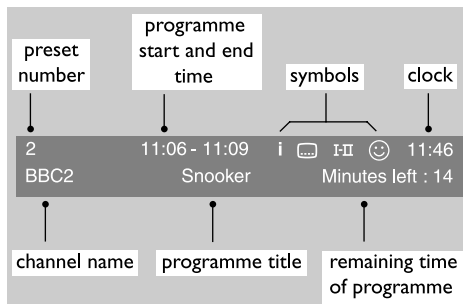 preset number
programme start and end time
symbols
clock
2 11:06 - 11:09 i I-II 11:46
BBC2 Snooker Minutes left : 14
channel name
programme title
remaining time of programme